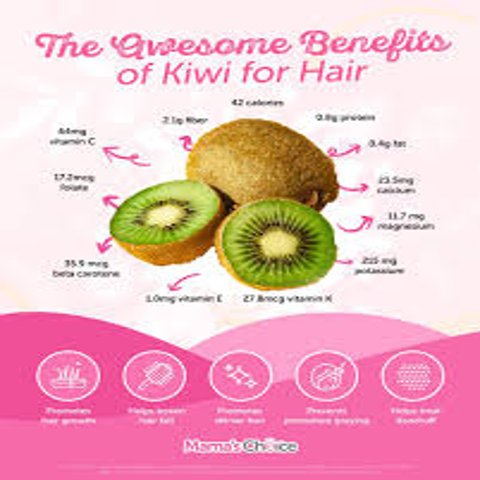 The Awesome Benefits
of Kiwi for Hair
42 calories
2.1g fiber
0.8g protein
64mg
vitamin C
0.4g fat
17.2mcg
folate
23.5mg
calcium
11.7 mg
magnesium
35.9 mcg
beta carotene
215 mg
potassium
1.0mg vitamin E
27.8mcg vitamin K
Promotes
hair growth
Helps lessen
hair fall
Promotes
shinier hair
Prevents
premature graying
Helps treat
dandruff
Mama's Choice